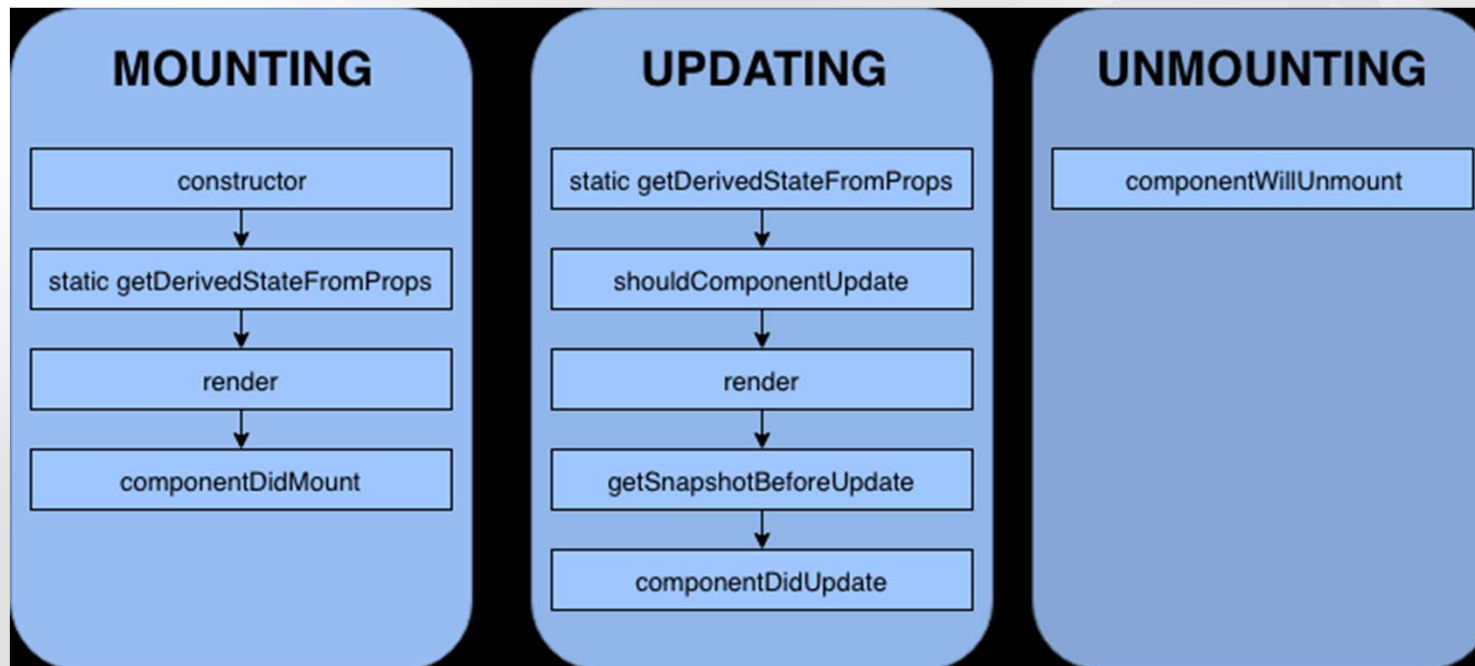 MOUNTING
constructor
static getDerivedStateFromProps
render
componentDidMount
UPDATING
static getDerivedStateFromProps
shouldComponentUpdate
render
getSnapshotBeforeUpdate
componentDidUpdate
UNMOUNTING
componentWillUnmount